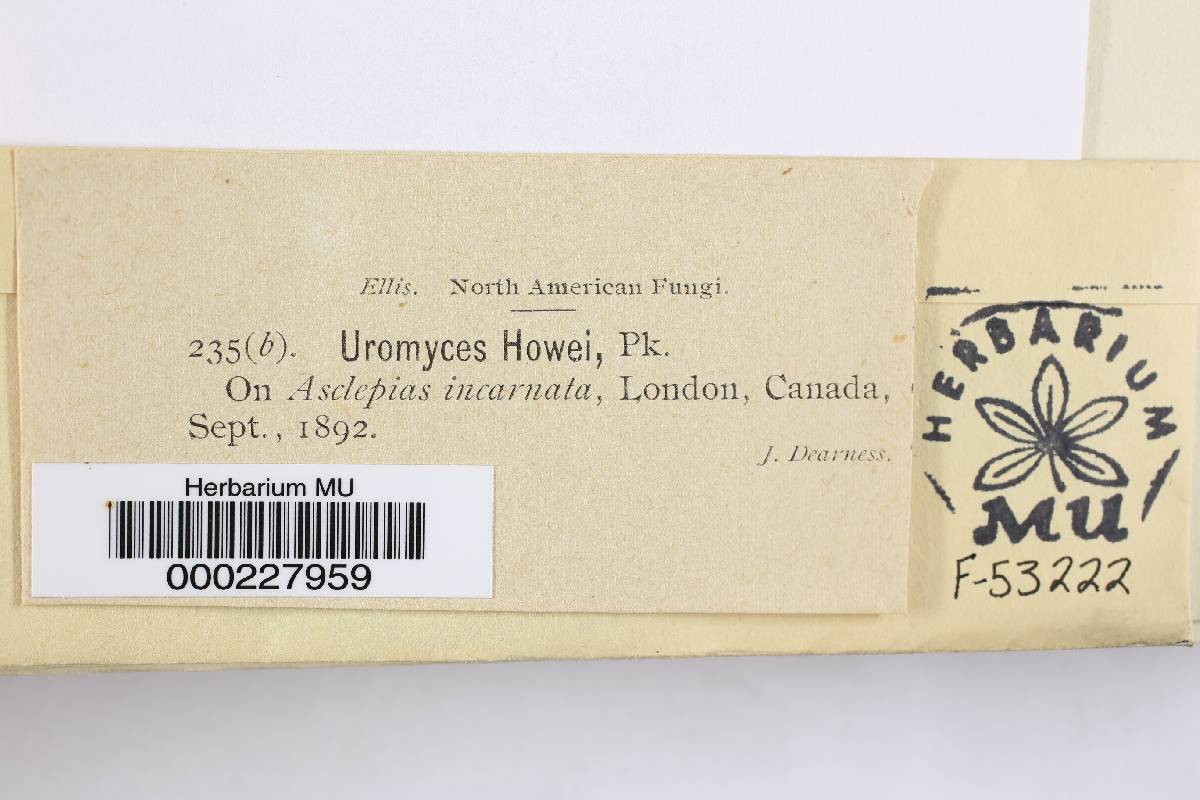 Ellis. North American Fungi.
235(b). Uromyces Howei, Pk.
On Asclepias incarnata, London, Canada,
Sept., 1892.
J. Dearness.
Herbarium MU
000227959
HERBARIUM
MU
F-53222